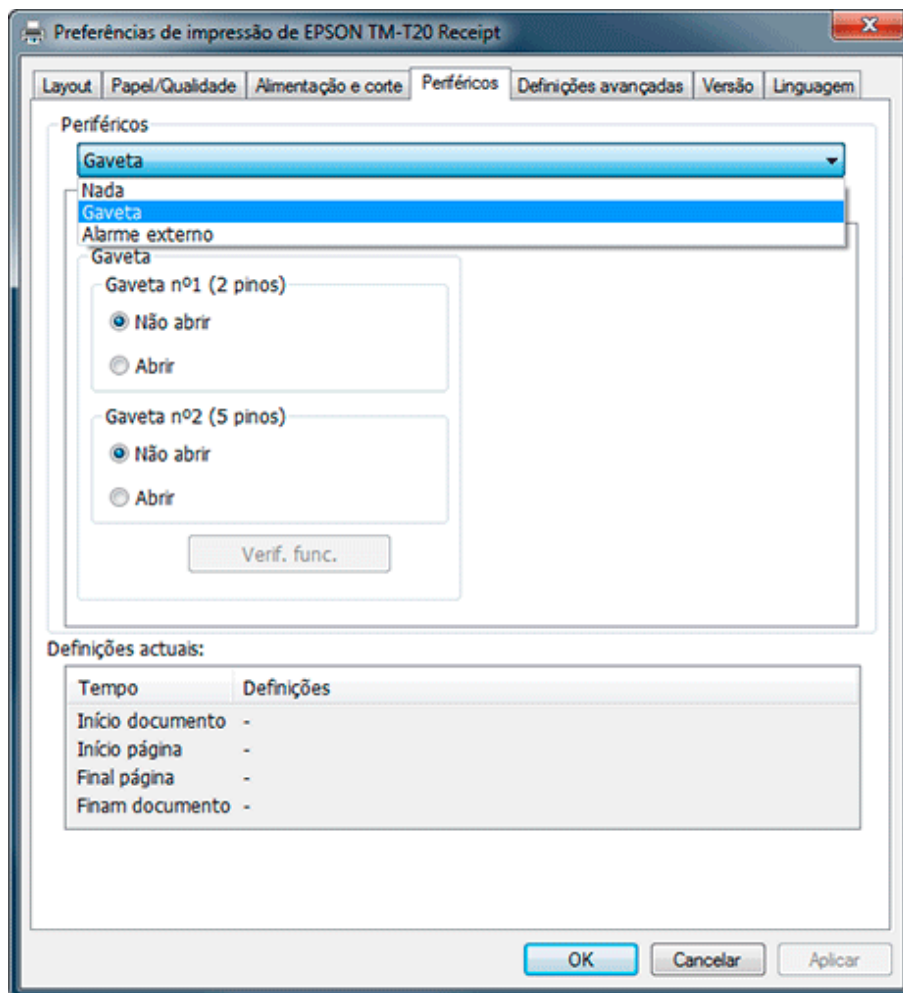 Preferências de impressão de EPSON TM-T20 Receipt
Layout Papel/Qualidade Alimentação e corte Periféricos Definições avançadas Versão Linguagem
Periféricos
Gaveta
Nada
Gaveta
Alarme externo
Gaveta
Gaveta nº1 (2 pinos)
Não abrir
Abrir
Gaveta nº2 (5 pinos)
Não abrir
Abrir
Verif. func.
Definições actuais:
Tempo Definições
Início documento -
Início página -
Final página -
Finam documento -
OK Cancelar Aplicar